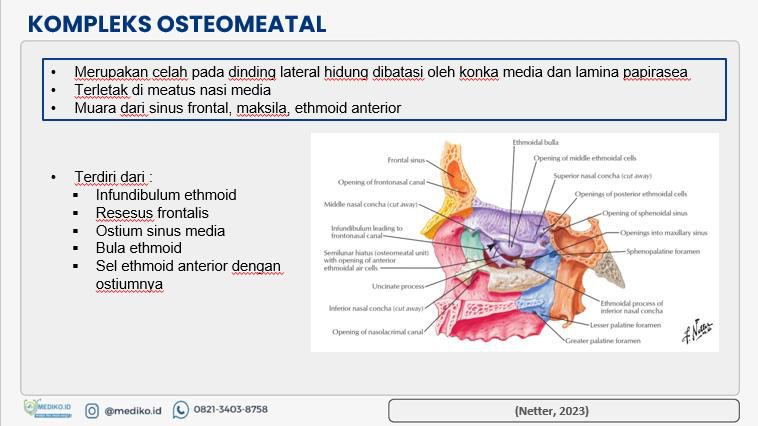 KOMPLEKS OSTEOMEATAL
• Merupakan celah pada dinding lateral hidung dibatasi oleh konka media dan lamina papirasea
• Terletak di meatus nasi media
• Muara dari sinus frontal, maksila, ethmoid anterior
• Terdiri dari :
▪ Infundibulum ethmoid
▪ Resesus frontalis
▪ Ostium sinus media
▪ Bula ethmoid
▪ Sel ethmoid anterior dengan
ostiumnya
Ethmoidal bulla
Opening of middle ethmoidal cells
Superior nasal concha (cut away)
Openings of posterior ethmoidal cells
Opening of sphenoidal sinus
Openings into maxillary sinus
Sphenopalatine foramen
Frontal sinus
Opening of frontonasal canal
Middle nasal concha (cut away)
Infundibulum leading to
frontonasal canal
Semilunar hiatus (osteomeatal unit)
with opening of anterior
ethmoidal air cells
Uncinate process
Inferior nasal concha (cut away)
Opening of nasolacrimal canal
Ethmoidal process of
inferior nasal concha
Lesser palatine foramen
Greater palatine foramen
F. Netter
MEDIKO.ID
@mediko.id
0821-3403-8758
(Netter, 2023)